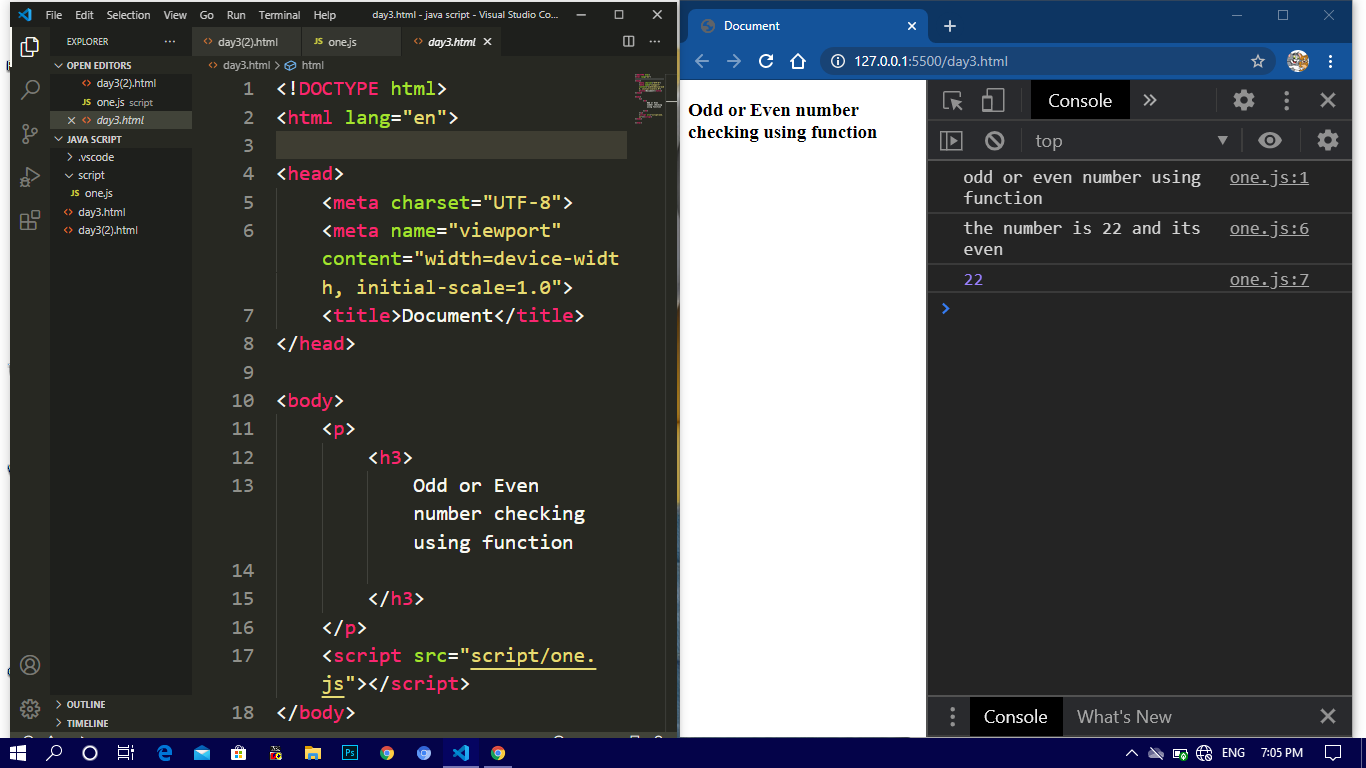 File Edit Selection View Go Run Terminal Help day3.html - java script - Visual Studio Co...
EXPLORER
OPEN EDITORS
day3(2).html
one.js script
day3.html
JAVA SCRIPT
.vscode
script
JS one.js
day3.html
day3(2).html
OUTLINE
TIMELINE
day3(2).html JS one.js day3.html
day3.html > html
1 <!DOCTYPE html>
2 <html lang="en">
3
4 <head>
5 <meta charset="UTF-8">
6 <meta name="viewport"
content="width=device-widt
h, initial-scale=1.0">
7 <title>Document</title>
8 </head>
9
10 <body>
11 <p>
12 <h3>
13 Odd or Even
number checking
using function
14
15 </h3>
16 </p>
17 <script src="script/one.
js"></script>
18 </body>
Document
127.0.0.1:5500/day3.html
Odd or Even number
checking using function
Console
top
odd or even number using one.js:1
function
the number is 22 and its one.js:6
even
22 one.js:7
Console What's New
Ps
ENG 7:05 PM